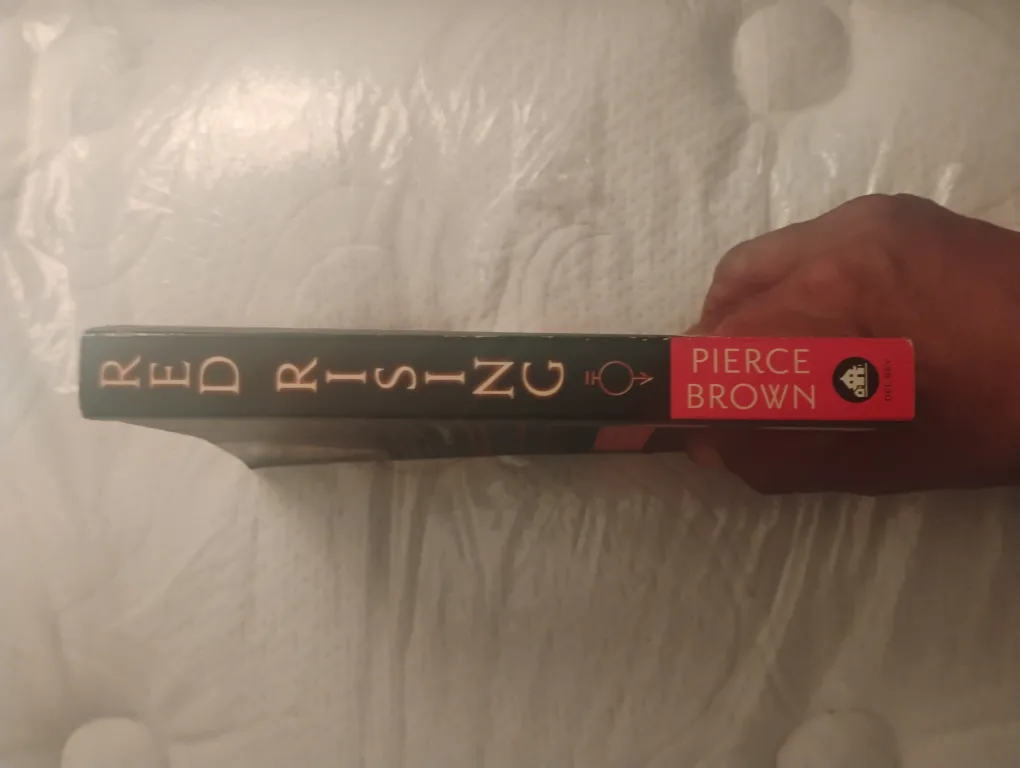 RED RISING
PIERCE
BROWN
DEL REY